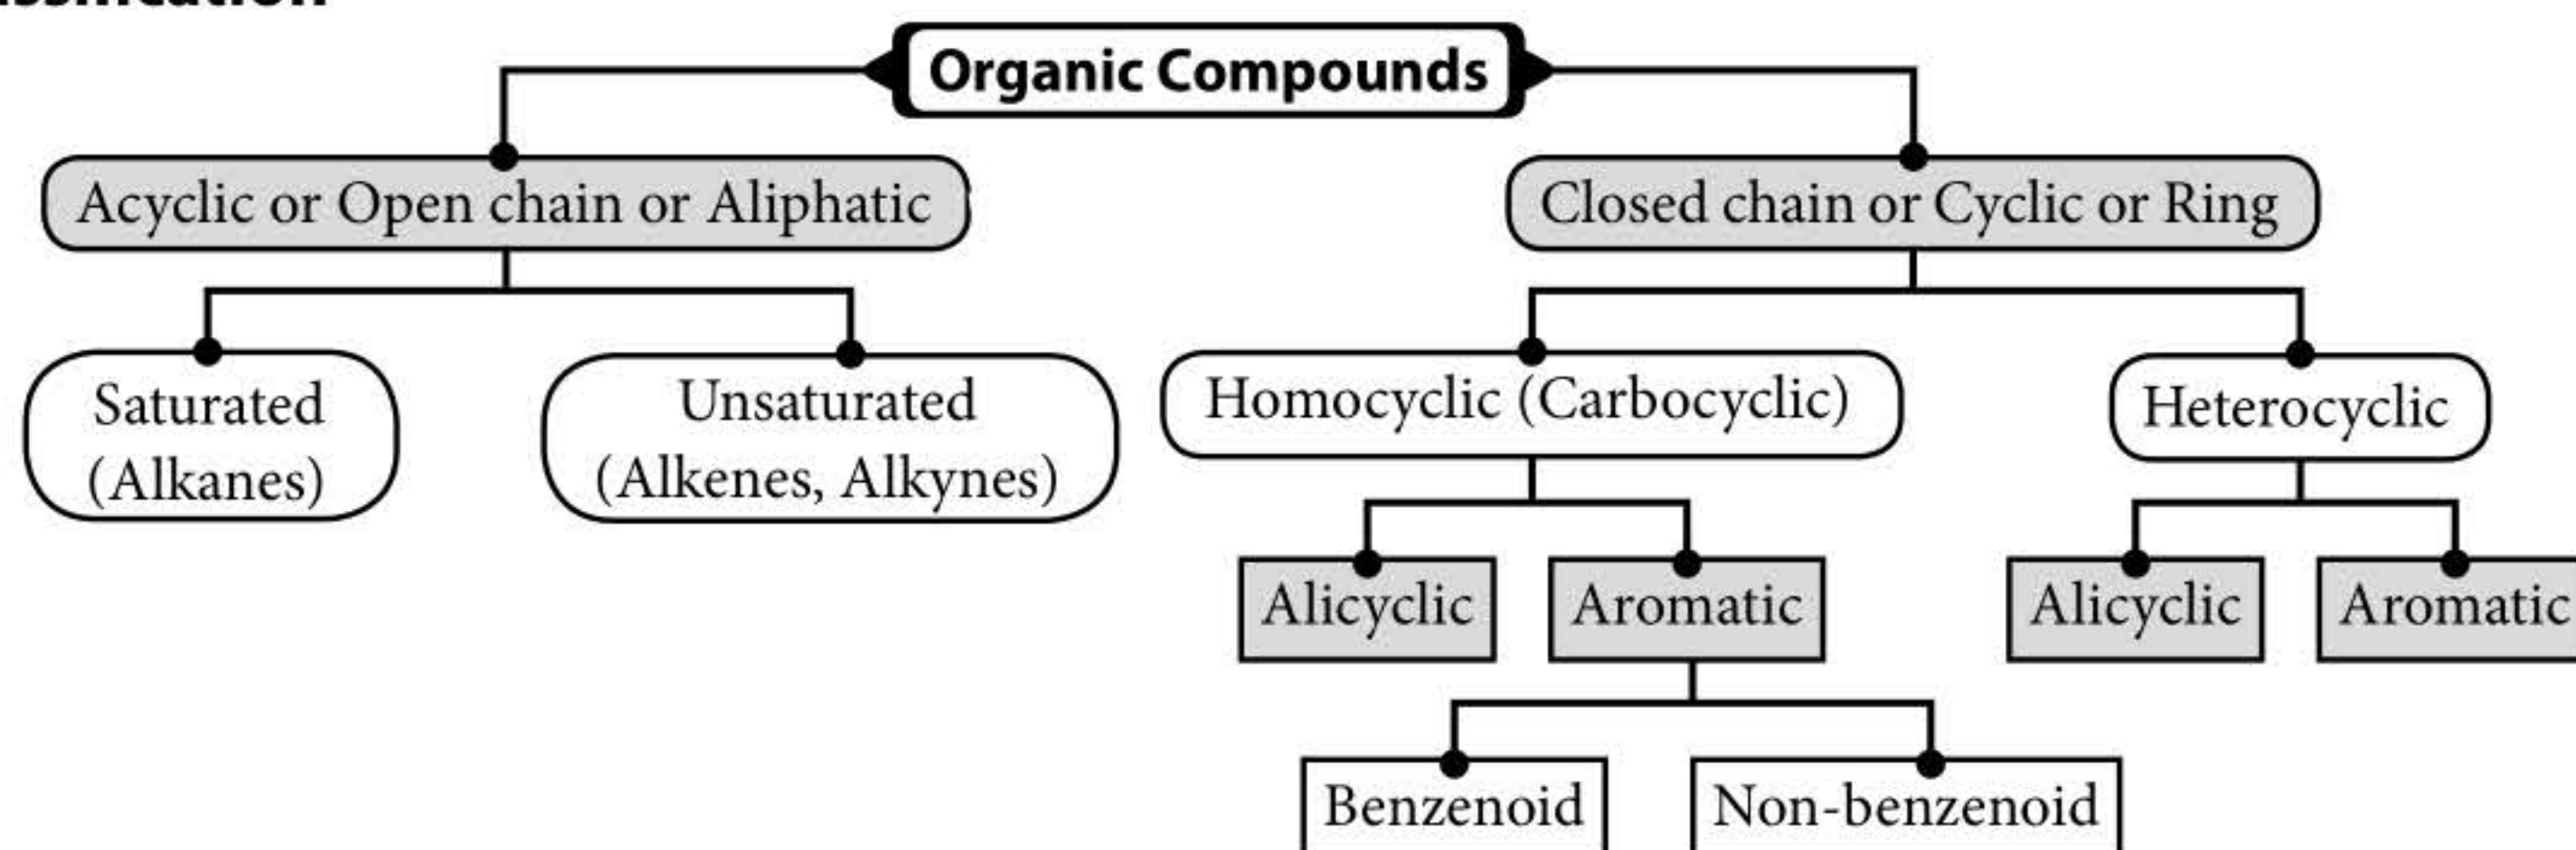 Organic Compounds
Acyclic or Open chain or Aliphatic
Closed chain or Cyclic or Ring
Saturated
(Alkanes)
Unsaturated
(Alkenes, Alkynes)
Homocyclic (Carbocyclic)
Heterocyclic
Alicyclic
Aromatic
Alicyclic
Aromatic
Benzenoid
Non-benzenoid